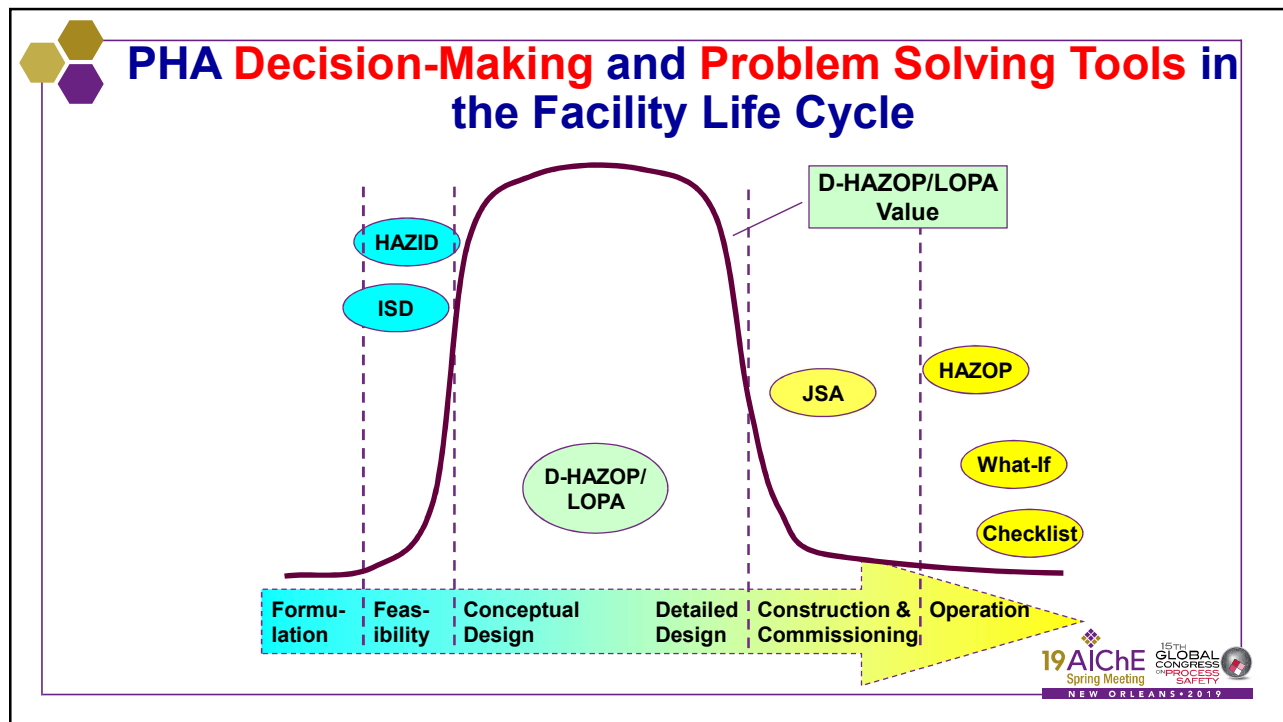 PHA Decision-Making and Problem Solving Tools in
the Facility Life Cycle
D-HAZOP/LOPA
Value
HAZID
ISD
HAZOP
JSA
What-If
D-HAZOP/
LOPA
Checklist
Formu-
lation
Feas-
ibility
Conceptual
Design
Detailed
Design
Construction &
Commissioning
Operation
19 AIChE
Spring Meeting
15TH
GLOBAL
CONGRESS
ON PROCESS
SAFETY
NEW ORLEANS • 2019